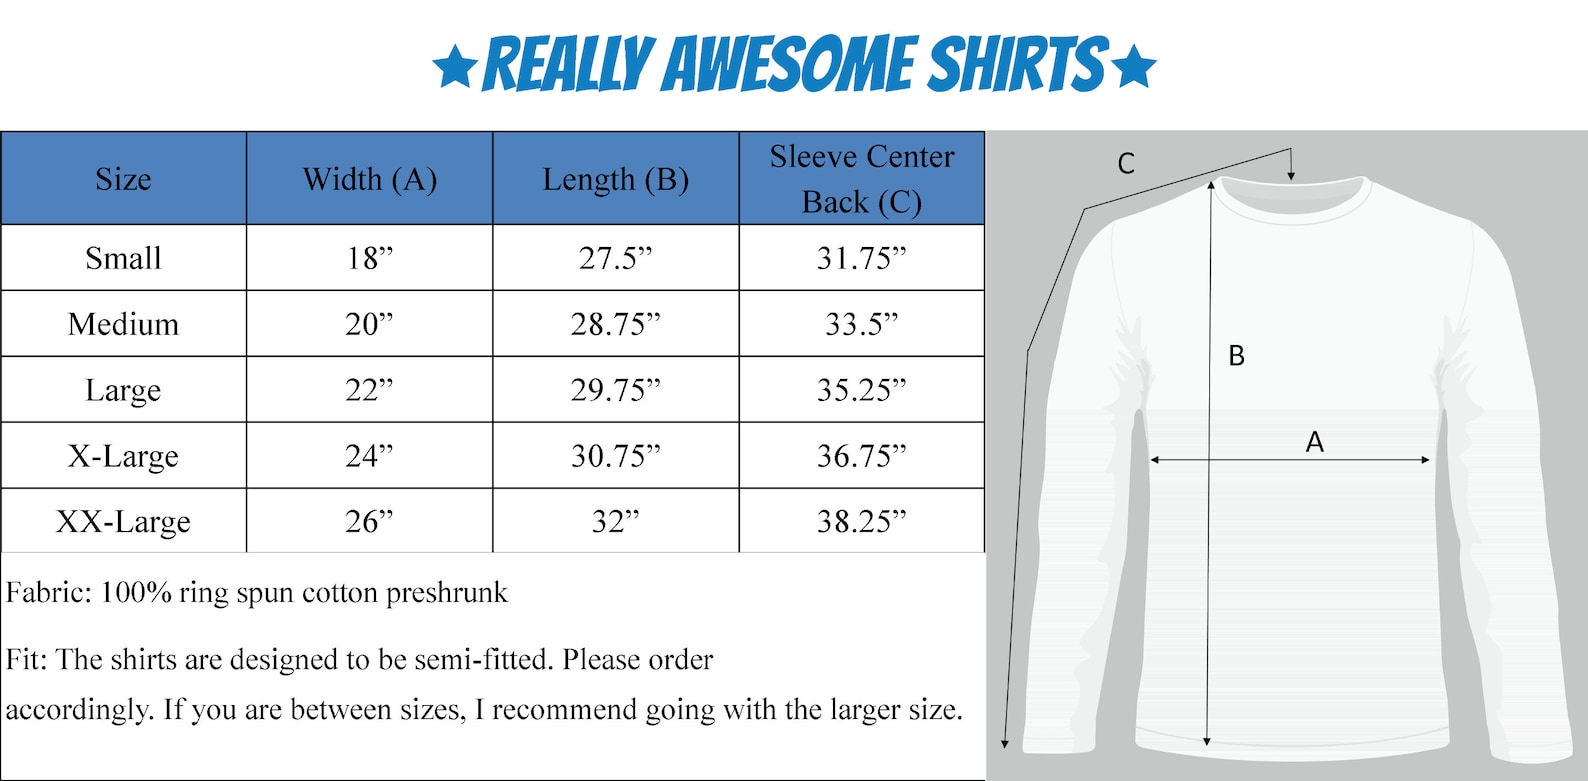 REALLY AWESOME SHIRTS
Size Width (A) Length (B) Sleeve Center Back (C)
Small 18” 27.5” 31.75”
Medium 20” 28.75” 33.5”
Large 22” 29.75” 35.25”
X-Large 24” 30.75” 36.75”
XX-Large 26” 32” 38.25”
Fabric: 100% ring spun cotton preshrunk
Fit: The shirts are designed to be semi-fitted. Please order
accordingly. If you are between sizes, I recommend going with the larger size.
C
B
A